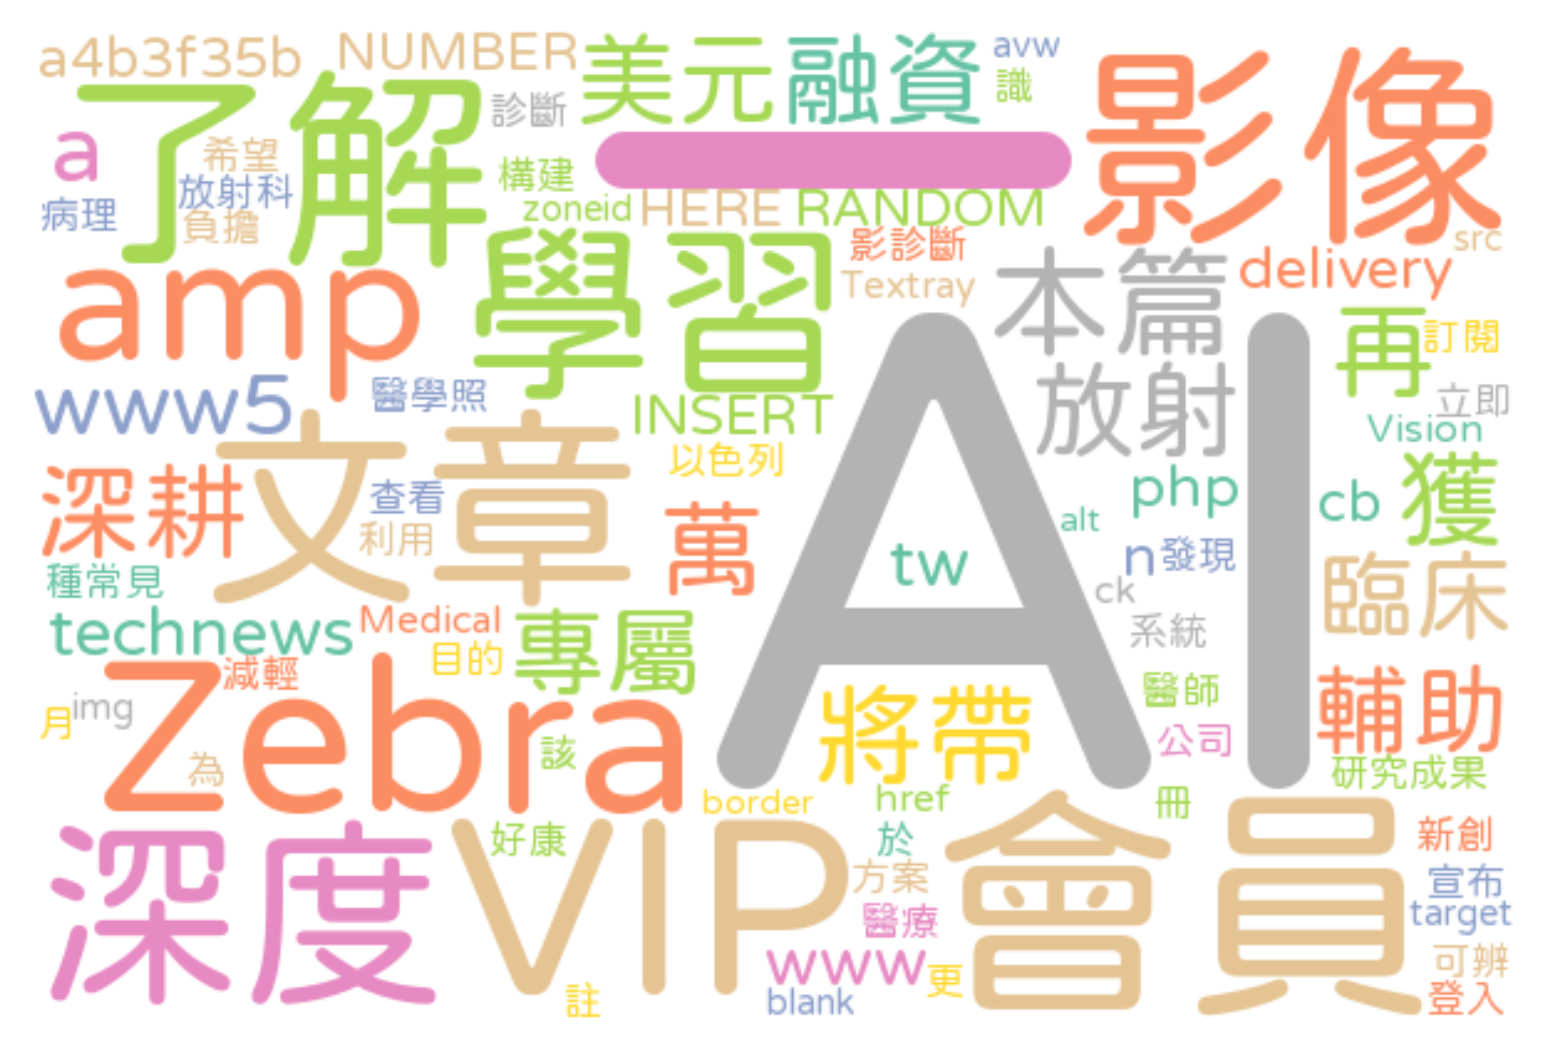 a4b3f35b
NUMBER
美元
融資
avw
識
影像
了解
診斷
一
a
希望
放射科
負擔
病理
構建
zoneid
HERE
RANDOM
src
amp
學習
影診斷
Textray
本篇
delivery
AI
再
訂閱
www5
醫學照
INSERT
放射
立即
Vision
文章
以色列
深耕
查看
利用
萬
php
cb
獲
alt
tw
n
發現
種常見
ck
臨床
technews
Medical
專屬
目的
系統
Zebra
減輕
將帶
醫師
輔助
月
img
該
公司
為
研究成果
border
href
冊
深度
VIP
好康
於
會員
新創
方案
宣布
醫療
target
www
更
可辨
註
blank
登入